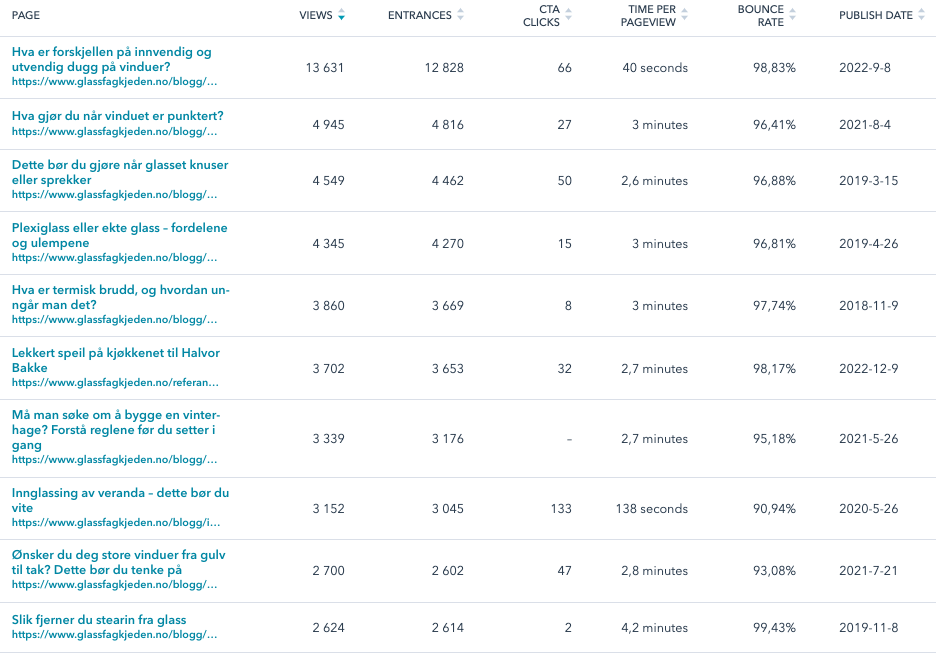 PAGE VIEWS ENTRANCES CTA CLICKS TIME PER PAGEVIEW BOUNCE RATE PUBLISH DATE
Hva er forskjellen på innvendig og
utvendig dugg på vinduer?
https://www.glassfagkjeden.no/blogg/…
13 631 12 828 66 40 seconds 98,83% 2022-9-8
Hva gjør du når vinduet er punktert?
https://www.glassfagkjeden.no/blogg/…
4 945 4 816 27 3 minutes 96,41% 2021-8-4
Dette bør du gjøre når glasset knuser
eller sprekker
https://www.glassfagkjeden.no/blogg/…
4 549 4 462 50 2,6 minutes 96,88% 2019-3-15
Plexiglass eller ekte glass – fordelene
og ulempene
https://www.glassfagkjeden.no/blogg/…
4 345 4 270 15 3 minutes 96,81% 2019-4-26
Hva er termisk brudd, og hvordan un-
ngår man det?
https://www.glassfagkjeden.no/blogg/…
3 860 3 669 8 3 minutes 97,74% 2018-11-9
Lekkert speil på kjøkkenet til Halvor
Bakke
https://www.glassfagkjeden.no/referan…
3 702 3 653 32 2,7 minutes 98,17% 2022-12-9
Må man søke om å bygge en vinter-
hage? Forstå reglene før du setter i
gang
https://www.glassfagkjeden.no/blogg/…
3 339 3 176 – 2,7 minutes 95,18% 2021-5-26
Innglassing av veranda – dette bør du
vite
https://www.glassfagkjeden.no/blogg/i…
3 152 3 045 133 138 seconds 90,94% 2020-5-26
Ønsker du deg store vinduer fra gulv
til tak? Dette bør du tenke på
https://www.glassfagkjeden.no/blogg/…
2 700 2 602 47 2,8 minutes 93,08% 2021-7-21
Slik fjerner du stearin fra glass
https://www.glassfagkjeden.no/blogg/…
2 624 2 614 2 4,2 minutes 99,43% 2019-11-8